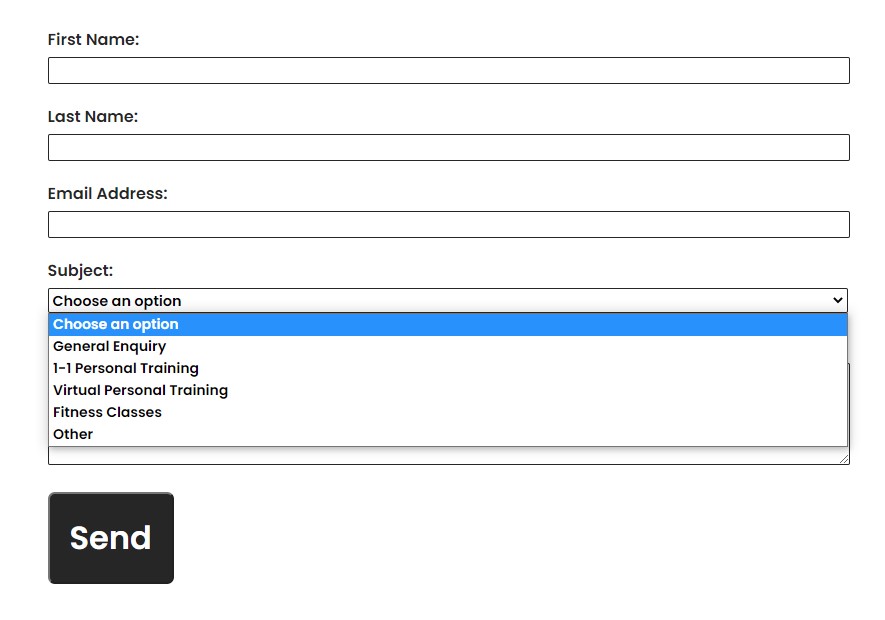 First Name:
Last Name:
Email Address:
Subject:
Choose an option
Choose an option
General Enquiry
1-1 Personal Training
Virtual Personal Training
Fitness Classes
Other
Send